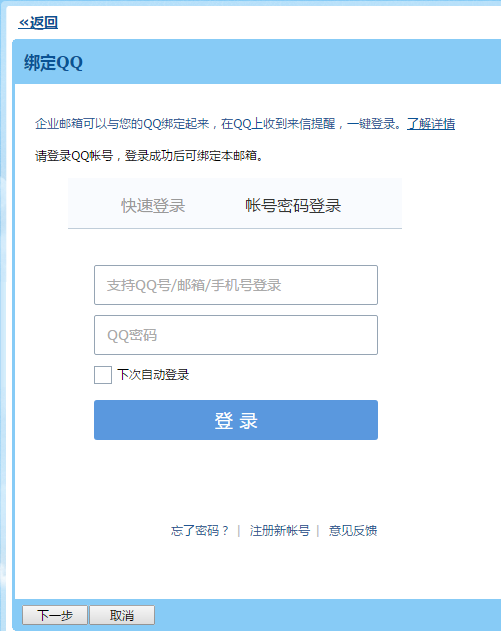 «返回
绑定QQ
企业邮箱可以与您的QQ绑定起来，在QQ上收到来信提醒，一键登录。了解详情
请登录QQ帐号，登录成功后可绑定本邮箱。
快速登录 帐号密码登录
支持QQ号/邮箱/手机号登录
QQ密码
下次自动登录
登 录
忘了密码？ | 注册新帐号 | 意见反馈
下一步 取消